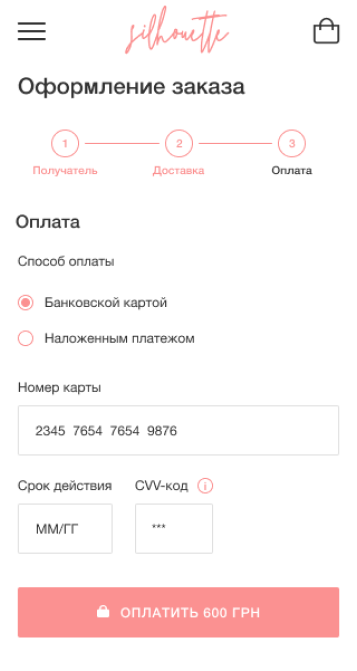 silhouette
Оформление заказа
1 2 3
Получатель Доставка Оплата
Оплата
Способ оплаты
Банковской картой
Наложенным платежом
Номер карты
2345 7654 7654 9876
Срок действия CVV-код i
ММ/ГГ ***
ОПЛАТИТЬ 600 ГРН